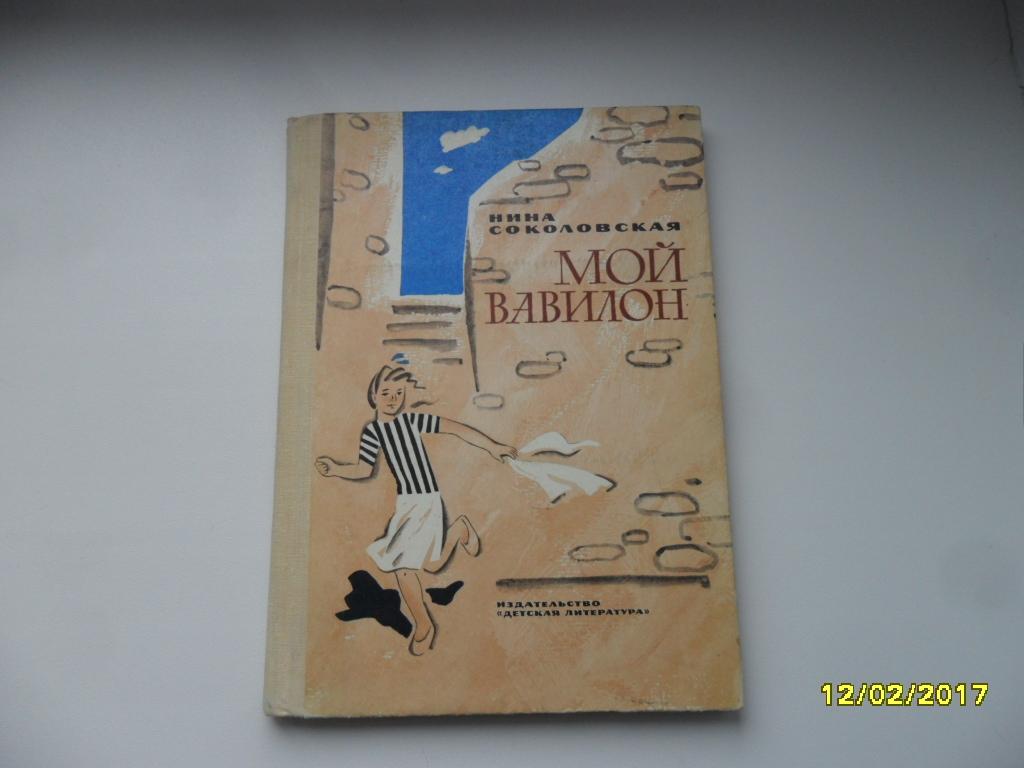 НИНА
СОКОЛОВСКАЯ
МОЙ
ВАВИЛОН
ИЗДАТЕЛЬСТВО
«ДЕТСКАЯ ЛИТЕРАТУРА»
12/02/2017